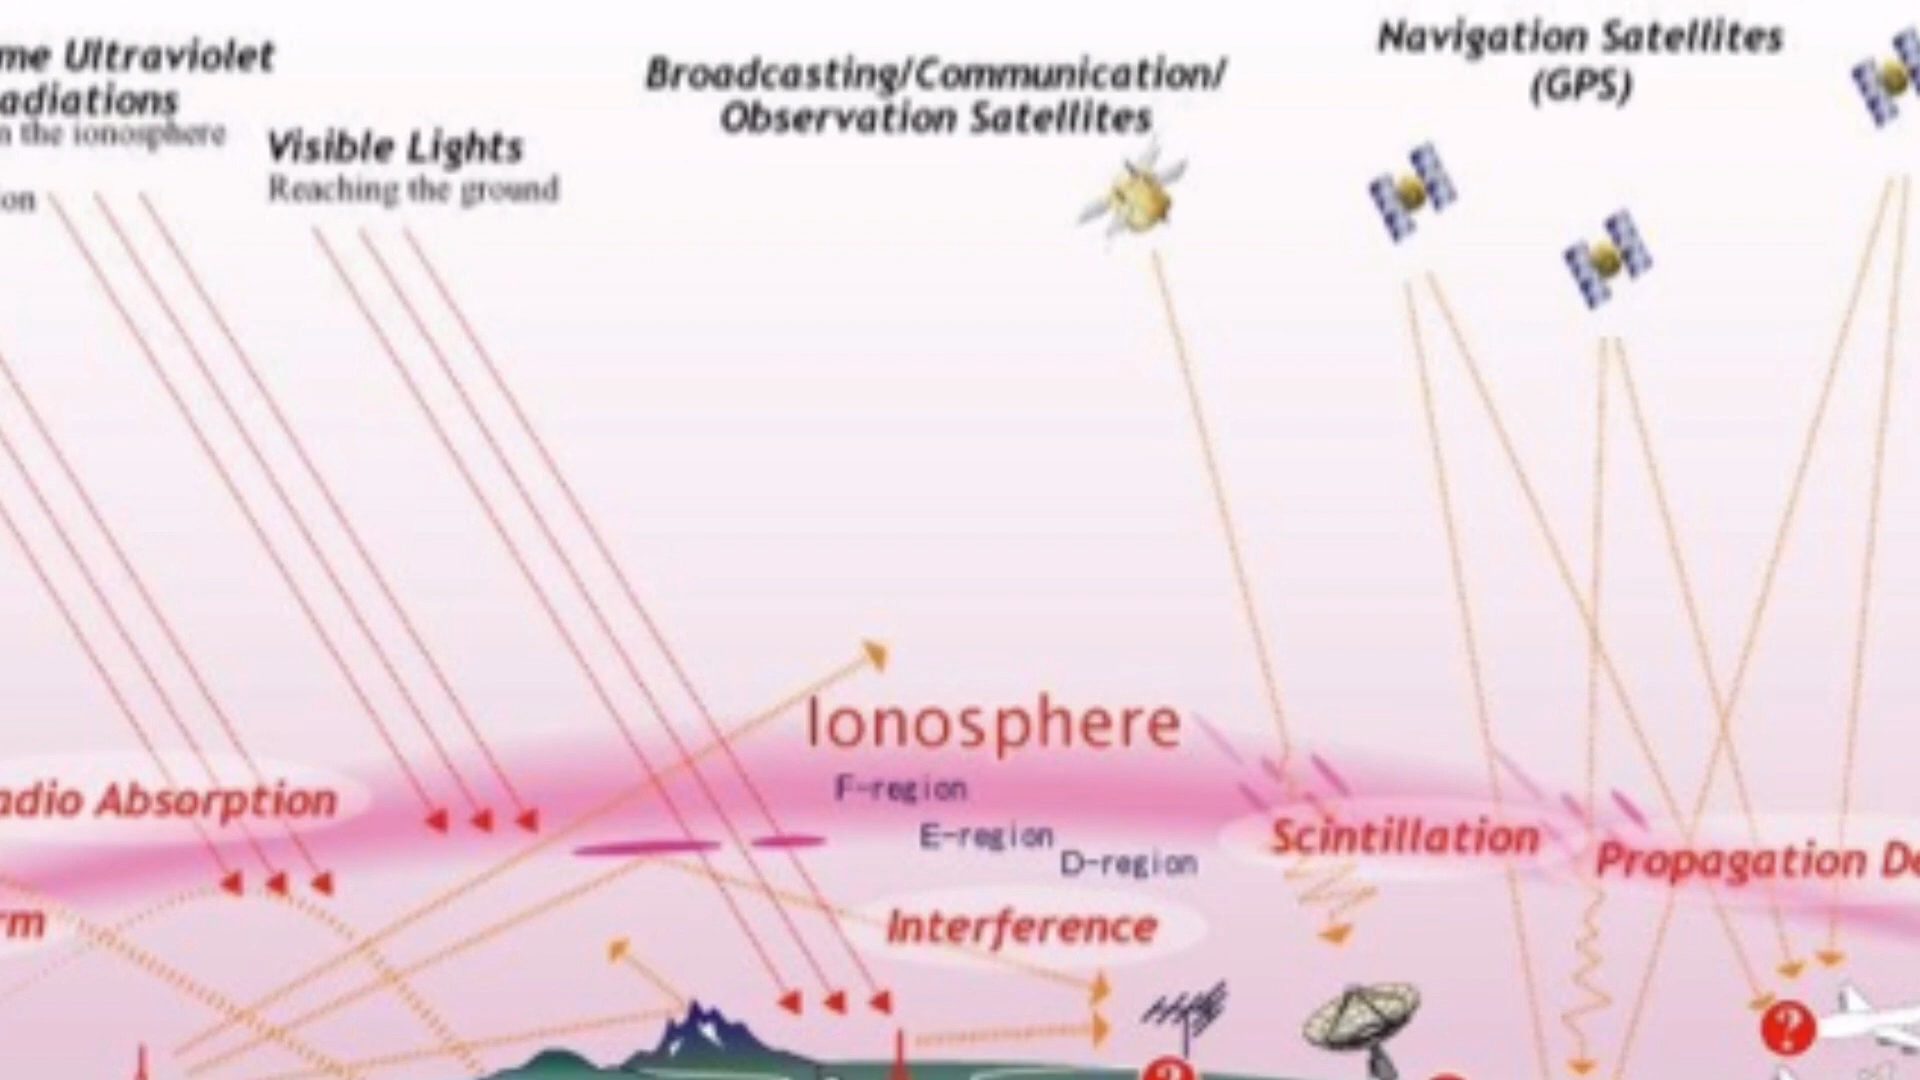 me Ultraviolet
adiations
n the ionosphere
ion
Visible Lights
Reaching the ground
Broadcasting/Communication/
Observation Satellites
Navigation Satellites
(GPS)
Ionosphere
F-region
E-region
D-region
adio Absorption
Scintillation
Propagation De
rm
Interference
?
?